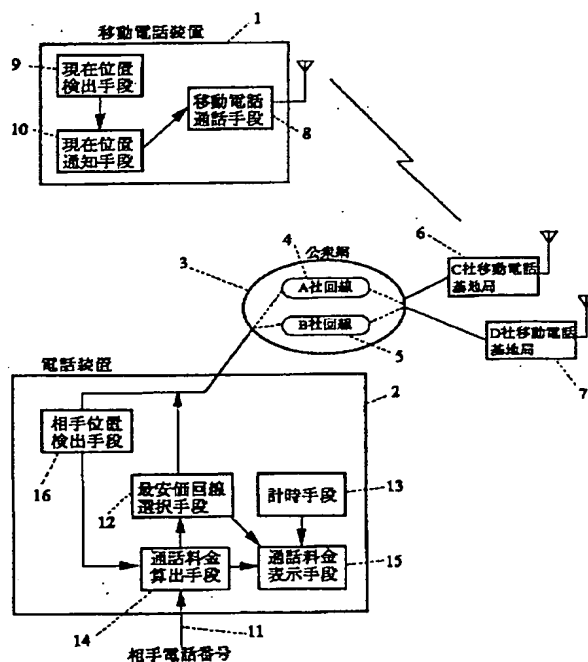 移動電話装置
1
9
現在位置
検出手段
10
現在位置
通知手段
移動電話
通話手段
8
3
4
公衆網
A社回線
B社回線
5
6
C社移動電話
基地局
D社移動電話
基地局
7
電話装置
2
相手位置
検出手段
16
最安価回線
選択手段
12
計時手段
13
通話料金
算出手段
14
通話料金
表示手段
15
11
相手電話番号